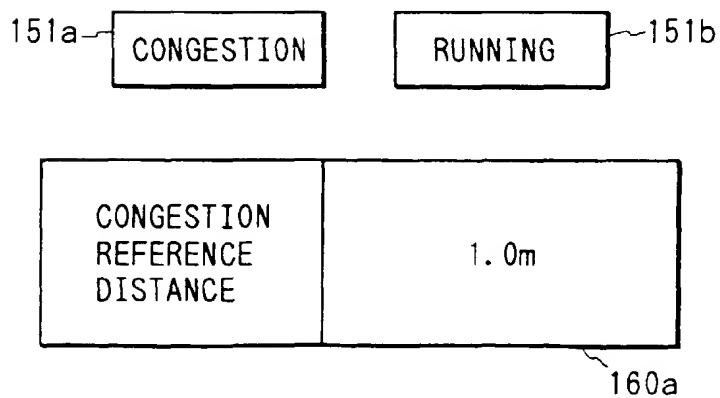 151a
CONGESTION
RUNNING
151b
CONGESTION
REFERENCE
DISTANCE
1.0m
160a